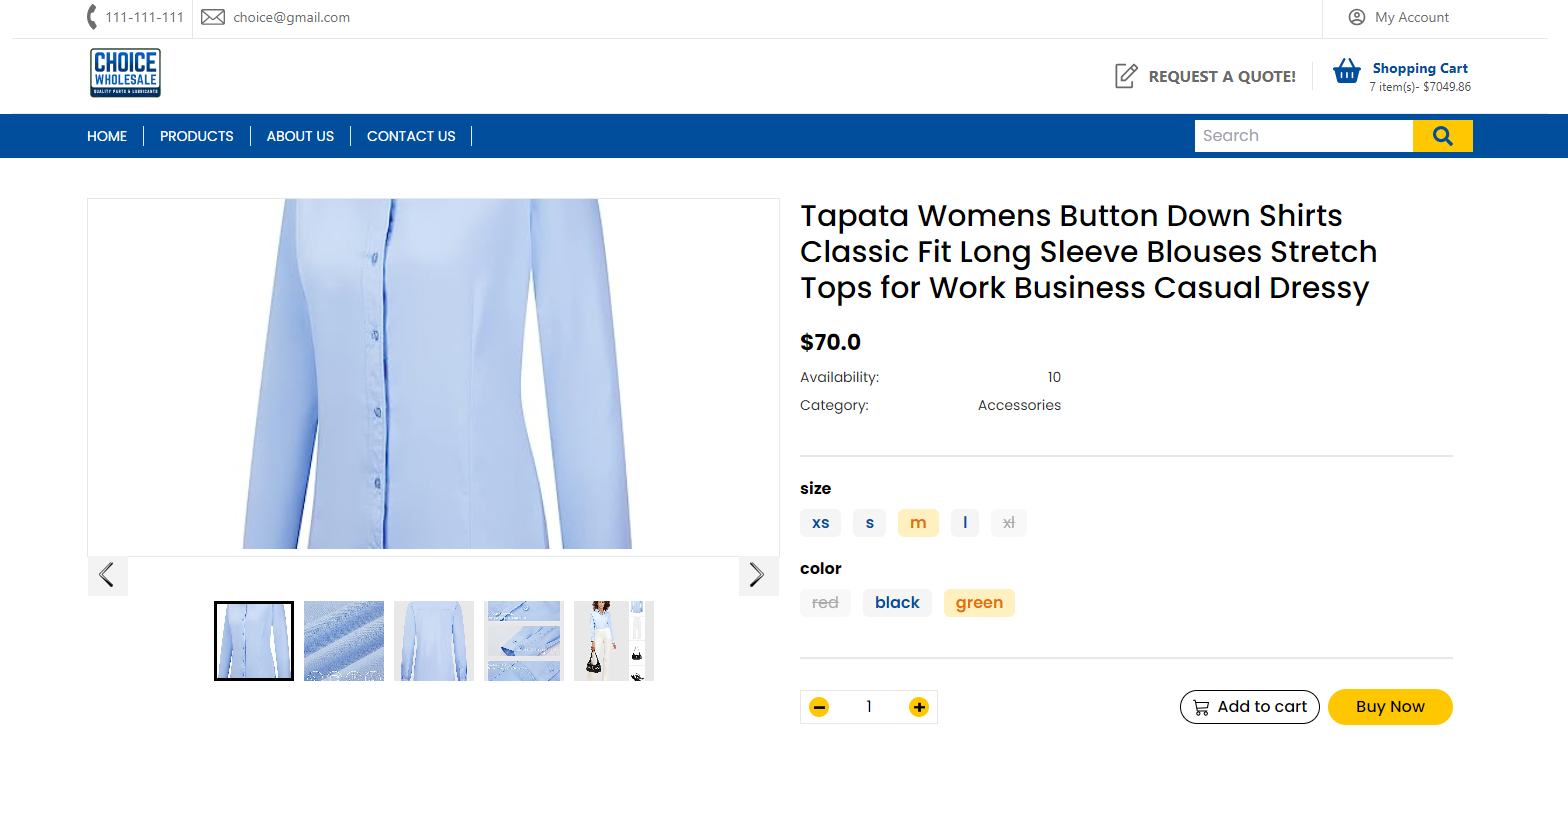 111-111-111
choice@gmail.com
My Account
CHOICE
WHOLESALE
QUALITY PARTS & LUBRICANTS
REQUEST A QUOTE!
Shopping Cart
7 item(s)- $7049.86
HOME
PRODUCTS
ABOUT US
CONTACT US
Search
Tapata Womens Button Down Shirts
Classic Fit Long Sleeve Blouses Stretch
Tops for Work Business Casual Dressy
$70.0
Availability: 10
Category: Accessories
size
xs s m l xl
color
red black green
1
Add to cart
Buy Now